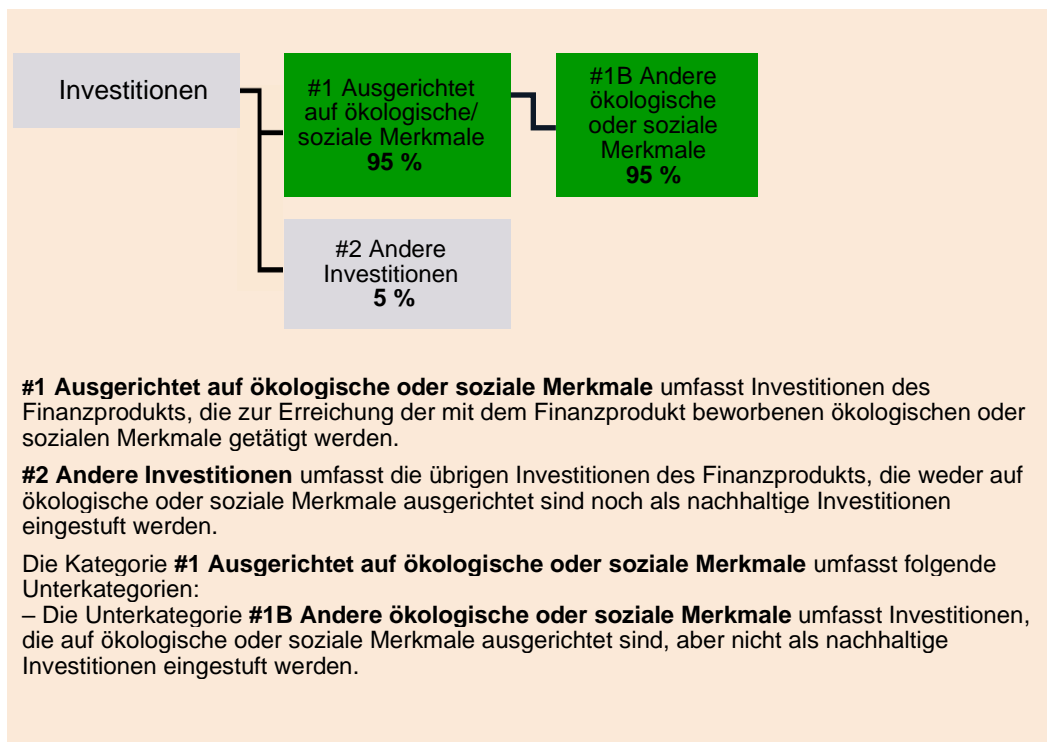 Investitionen
#1 Ausgerichtet
auf ökologische/
soziale Merkmale
95 %
#1B Andere
ökologische
oder soziale
Merkmale
95 %
#2 Andere
Investitionen
5 %
#1 Ausgerichtet auf ökologische oder soziale Merkmale umfasst Investitionen des
Finanzprodukts, die zur Erreichung der mit dem Finanzprodukt beworbenen ökologischen oder
sozialen Merkmale getätigt werden.
#2 Andere Investitionen umfasst die übrigen Investitionen des Finanzprodukts, die weder auf
ökologische oder soziale Merkmale ausgerichtet sind noch als nachhaltige Investitionen
eingestuft werden.
Die Kategorie #1 Ausgerichtet auf ökologische oder soziale Merkmale umfasst folgende
Unterkategorien:
– Die Unterkategorie #1B Andere ökologische oder soziale Merkmale umfasst Investitionen,
die auf ökologische oder soziale Merkmale ausgerichtet sind, aber nicht als nachhaltige
Investitionen eingestuft werden.